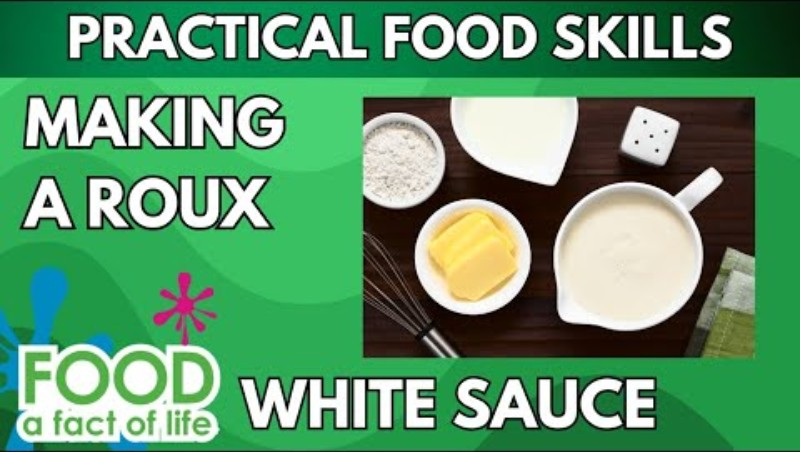 PRACTICAL FOOD SKILLS
MAKING
A ROUX
FOOD
a fact of life
WHITE SAUCE